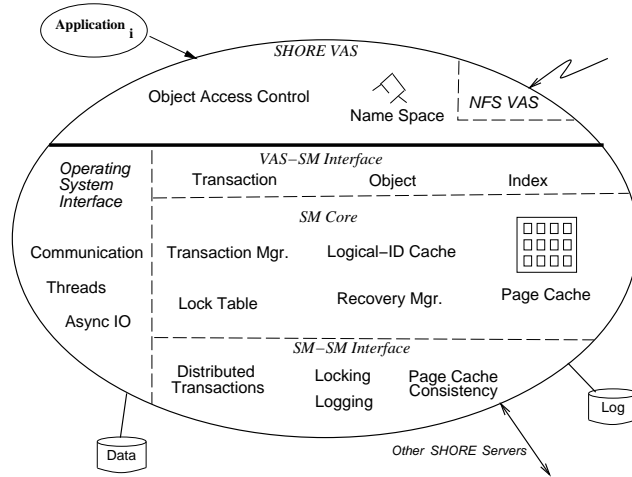 Application i
SHORE VAS
Object Access Control
Name Space
NFS VAS
VAS–SM Interface
Operating
System
Interface
Transaction
Object
Index
SM Core
Communication
Threads
Async IO
Transaction Mgr.
Logical–ID Cache
Lock Table
Recovery Mgr.
Page Cache
SM–SM Interface
Distributed
Transactions
Locking
Logging
Page Cache
Consistency
Data
Log
Other SHORE Servers